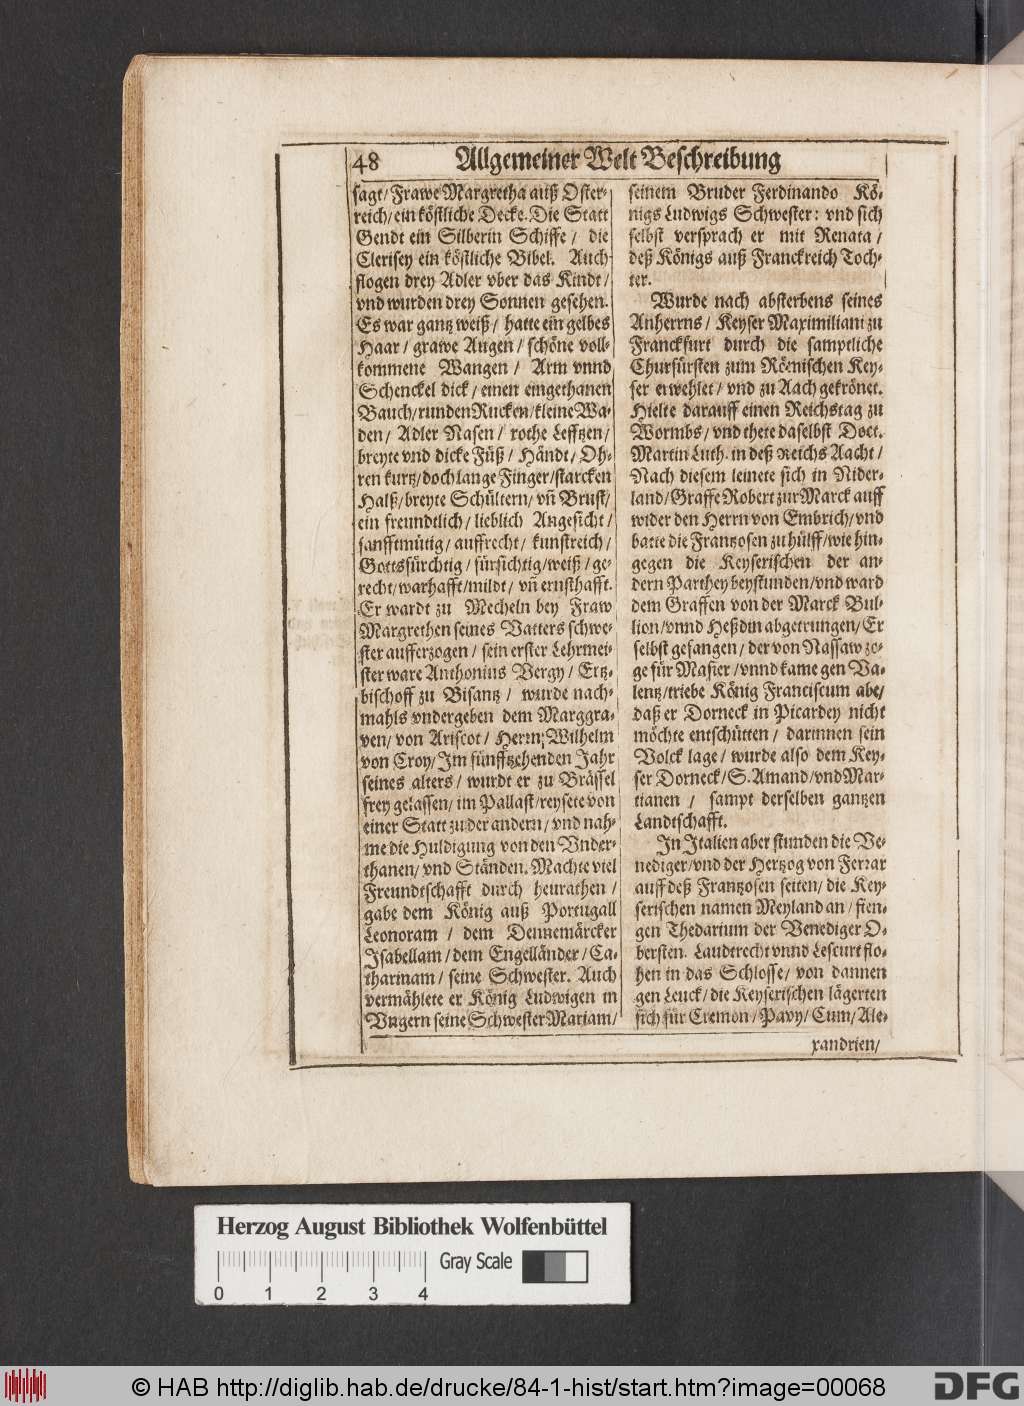 48 Allgemeiner Welt Beschreibung
sagt/ Frawe Margretha auß Oster-
reich/ ein köstliche Decke. Die Statt
Gendt ein Silberin Schiffe / die
Clerisey ein köstliche Bibel. Auch
flogen drey Adler vber das Kindt /
vnd wurden drey Sonnen gesehen.
Es war gantz weiß / hatte ein gelbes
Haar / grawe Augen / schöne voll-
kommene Wangen / Arm vnnd
Schenckel dick / einen eingethanen
Bauch / runden Rucken / kleine Wa-
den / Adler Nasen / rothe Lefftzen /
breyte vnd dicke Füß / Händt / Oh-
ren kurtz / doch lange Finger / starcken
Halß / breyte Schültern / vñ Brust /
ein freundtlich / lieblich Angesicht /
sanfftmütig / auffrecht / kunstreich /
Gottsfürchtig / fürsichtig / weiß / ge-
recht / warhafft / mildt / vñ ernsthafft.
Er wardt zu Mecheln bey Fraw
Margrethen seines Vatters schwe-
ster aufferzogen / sein erster Lehrmei-
ster ware Anthonius Vergy / Ertz-
bischoff zu Bisantz / wurde nach-
mahls vndergeben dem Marggra-
ven / von Ariscot / Herrn Wilhelm
von Croy / Im fünfftzehenden Jahr
seines alters / wurdt er zu Brässel
frey gelassen / im Pallast / reysete von
einer Statt zu der andern / vnd nah-
me die Huldigung von den Vnder-
thanen / vnd Ständen. Machte viel
Freundtschafft durch heurathen /
gabe dem König auß Portugall
Leonoram / dem Dennemärcker
Isabellam / dem Engelländer / Ca-
tharinam / seine Schwester. Auch
vermählete er König Ludwigen in
Vngern seine Schwester Mariam /
seinem Bruder Ferdinando Kö-
nigs Ludwigs Schwester : vnd sich
selbst versprach er mit Renata /
deß Königs auß Franckreich Toch-
ter.
Wurde nach absterbens seines
Anherrns / Keyser Maximiliani zu
Franckfurt durch die samptliche
Churfürsten zum Römischen Key-
ser erwehlet / vnd zu Aach gekrönet.
Hielte darauff einen Reichstag zu
Wormbs / vnd thete daselbst Doct.
Martin Luth. in deß Reichs Aacht /
Nach diesem leinete sich in Nider-
land / Graffe Robert zur Marck auff
wider den Herrn von Embrich / vnd
batte die Frantzosen zu hülff / wie hin-
gegen die Keyserischen der an-
dern Parthey beystunden / vnd ward
dem Graffen von der Marck Bul-
lion / vnnd Heßdin abgetrungen / Er
selbst gefangen / der von Nassaw zo-
ge für Masier / vnnd kame gen Va-
lentz / triebe König Franciscum abe /
daß er Dorneck in Picardey nicht
möchte entschütten / darinnen sein
Volck lage / wurde also dem Key-
ser Dorneck / S. Amand / vnd Mar-
tianen / sampt derselben gantzen
Landtschafft.
In Italien aber stunden die Ve-
nediger / vnd der Hertzog von Ferrar
auff deß Frantzosen seiten / die Key-
serischen namen Meyland an / fien-
gen Thedarium der Venediger O-
bersten. Laudtrecht vnnd Lescurt flo-
hen in das Schlosse / von dannen
gen Leuck / die Keyserischen lägerten
sich für Cremon / Pavy / Cum / Ale-
xandrien /
Herzog August Bibliothek Wolfenbüttel
Gray Scale
0 1 2 3 4
© HAB http://diglib.hab.de/drucke/84-1-hist/start.htm?image=00068
DFG